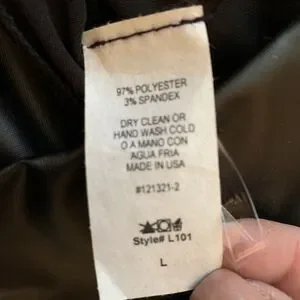 97% POLYESTER
3% SPANDEX
DRY CLEAN OR
HAND WASH COLD
O A MANO CON
AGUA FRIA
MADE IN USA
#121321-2
Style# L101
L